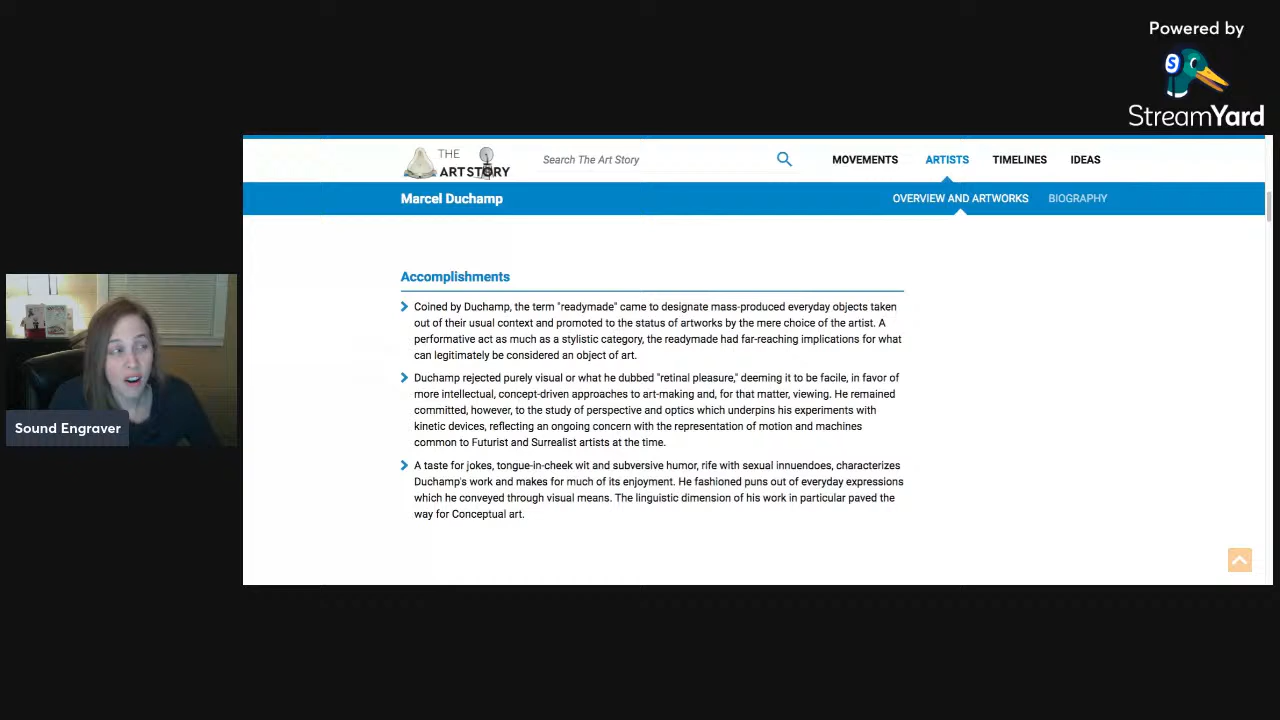 Powered by
S
StreamYard
THE
ARTSTORY
Search The Art Story
MOVEMENTS
ARTISTS
TIMELINES
IDEAS
Marcel Duchamp
OVERVIEW AND ARTWORKS
BIOGRAPHY
Accomplishments
Coined by Duchamp, the term "readymade" came to designate mass-produced everyday objects taken
out of their usual context and promoted to the status of artworks by the mere choice of the artist. A
performative act as much as a stylistic category, the readymade had far-reaching implications for what
can legitimately be considered an object of art.
Duchamp rejected purely visual or what he dubbed "retinal pleasure," deeming it to be facile, in favor of
more intellectual, concept-driven approaches to art-making and, for that matter, viewing. He remained
committed, however, to the study of perspective and optics which underpins his experiments with
kinetic devices, reflecting an ongoing concern with the representation of motion and machines
common to Futurist and Surrealist artists at the time.
A taste for jokes, tongue-in-cheek wit and subversive humor, rife with sexual innuendoes, characterizes
Duchamp's work and makes for much of its enjoyment. He fashioned puns out of everyday expressions
which he conveyed through visual means. The linguistic dimension of his work in particular paved the
way for Conceptual art.
Sound Engraver